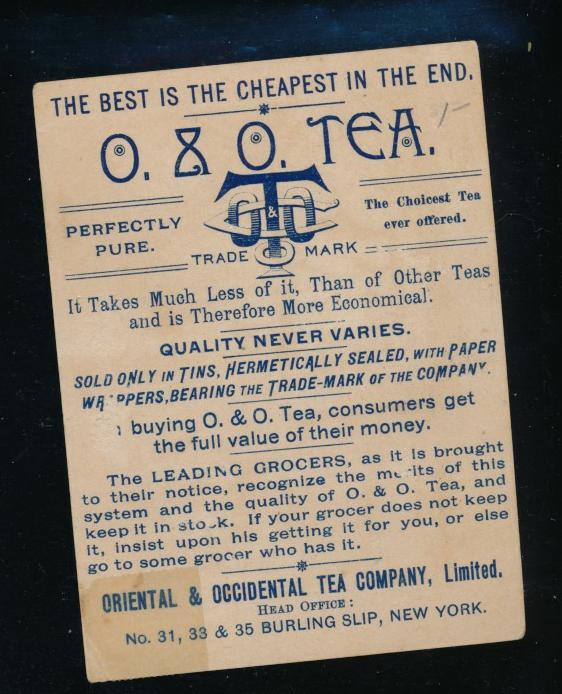 THE BEST IS THE CHEAPEST IN THE END.
O. & O. TEA.
PERFECTLY
PURE.
O T & O
The Choicest Tea
ever offered.
TRADE MARK
It Takes Much Less of it, Than of Other Teas
and is Therefore More Economical.
QUALITY NEVER VARIES.
SOLD ONLY IN TINS, HERMETICALLY SEALED, WITH PAPER
WRAPPERS, BEARING THE TRADE-MARK OF THE COMPANY.
buying O. & O. Tea, consumers get
the full value of their money.
The LEADING GROCERS, as it is brought
to their notice, recognize the merits of this
system and the quality of O. & O. Tea, and
keep it in stock. If your grocer does not keep
it, insist upon his getting it for you, or else
go to some grocer who has it.
ORIENTAL & OCCIDENTAL TEA COMPANY, Limited.
HEAD OFFICE:
No. 31, 33 & 35 BURLING SLIP, NEW YORK.